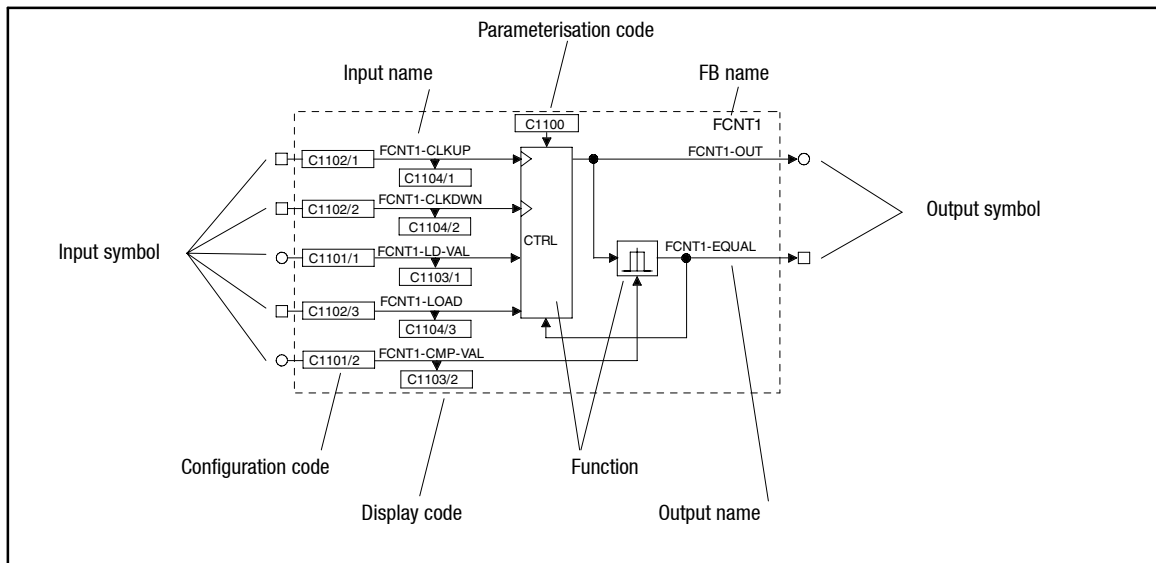 Parameterisation code
Input name
FB name
C1100
FCNT1
C1102/1
FCNT1-CLKUP
FCNT1-OUT
C1104/1
C1102/2
FCNT1-CLKDWN
C1104/2
Output symbol
Input symbol
CTRL
C1101/1
FCNT1-LD-VAL
FCNT1-EQUAL
C1103/1
C1102/3
FCNT1-LOAD
C1104/3
C1101/2
FCNT1-CMP-VAL
C1103/2
Configuration code
Function
Display code
Output name